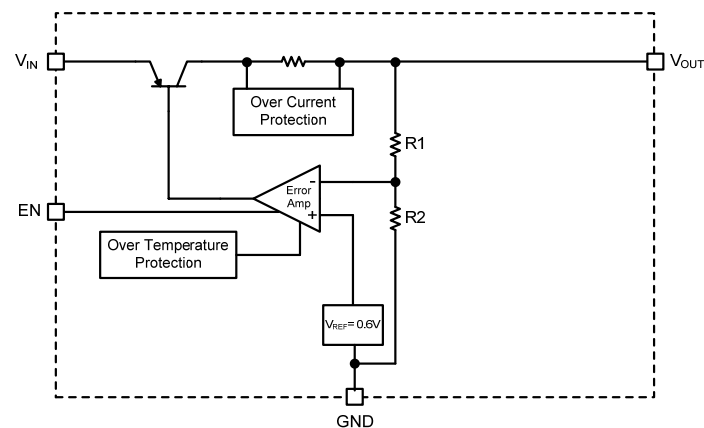 VIN
VOUT
Over Current
Protection
R1
-
Error
Amp
+
EN
R2
Over Temperature
Protection
VREF= 0.6V
GND